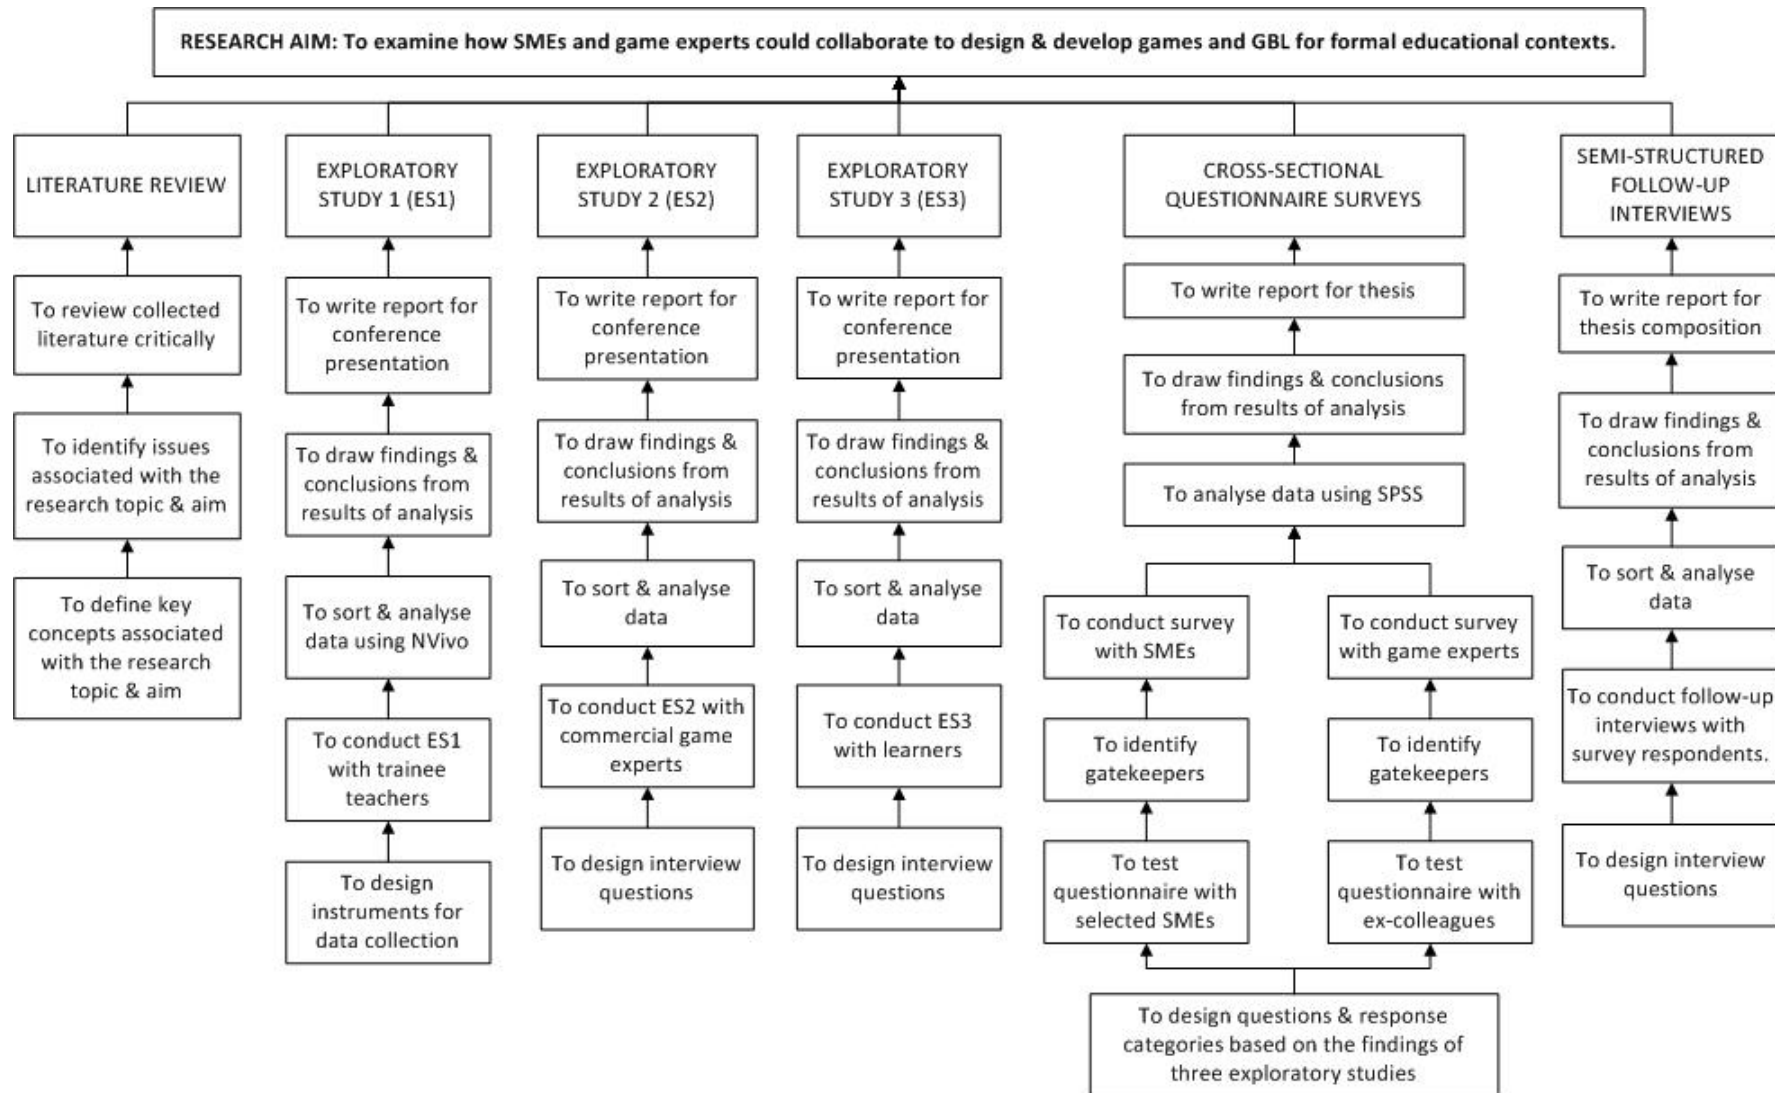 RESEARCH AIM: To examine how SMEs and game experts could collaborate to design & develop games and GBL for formal educational contexts.
LITERATURE REVIEW
To review collected
literature critically
To identify issues
associated with the
research topic & aim
To define key
concepts associated
with the research
topic & aim
EXPLORATORY
STUDY 1 (ES1)
To write report for
conference
presentation
To draw findings &
conclusions from
results of analysis
To sort & analyse
data using NVivo
To conduct ES1
with trainee
teachers
To design
instruments for
data collection
EXPLORATORY
STUDY 2 (ES2)
To write report for
conference
presentation
To draw findings &
conclusions from
results of analysis
To sort & analyse
data
To conduct ES2 with
commercial game
experts
To design interview
questions
EXPLORATORY
STUDY 3 (ES3)
To write report for
conference
presentation
To draw findings &
conclusions from
results of analysis
To sort & analyse
data
To conduct ES3
with learners
To design interview
questions
CROSS-SECTIONAL
QUESTIONNAIRE SURVEYS
To write report for thesis
To draw findings & conclusions
from results of analysis
To analyse data using SPSS
To conduct survey
with SMEs
To identify
gatekeepers
To test
questionnaire with
selected SMEs
To conduct survey
with game experts
To identify
gatekeepers
To test
questionnaire with
ex-colleagues
To design questions & response
categories based on the findings of
three exploratory studies
SEMI-STRUCTURED
FOLLOW-UP
INTERVIEWS
To write report for
thesis composition
To draw findings &
conclusions from
results of analysis
To sort & analyse
data
To conduct follow-up
interviews with
survey respondents.
To design interview
questions